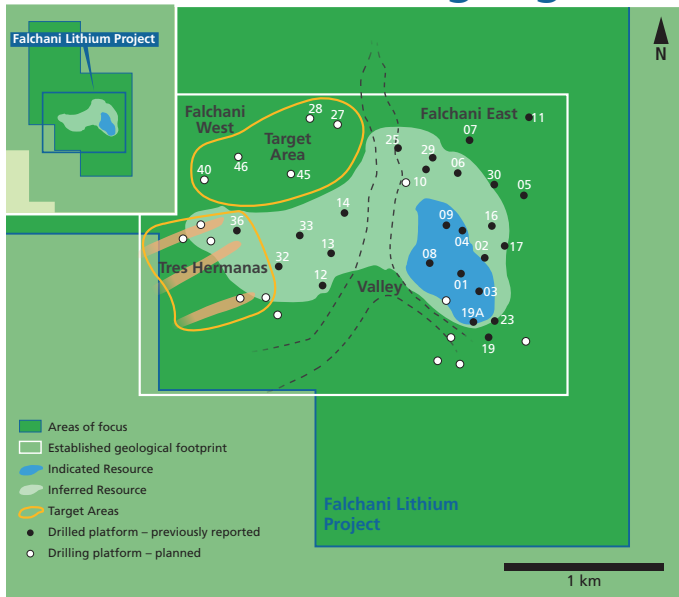 Falchani Lithium Project
N
Falchani
West
Target
Area
Falchani East
28
27
11
07
25
29
06
46
40
45
10
30
05
14
09
16
36
33
04
02
17
13
08
32
Tres Hermanas
12
Valley
01
03
19A
23
19
Areas of focus
Established geological footprint
Indicated Resource
Inferred Resource
Target Areas
Drilled platform – previously reported
Drilling platform – planned
Falchani Lithium
Project
1 km